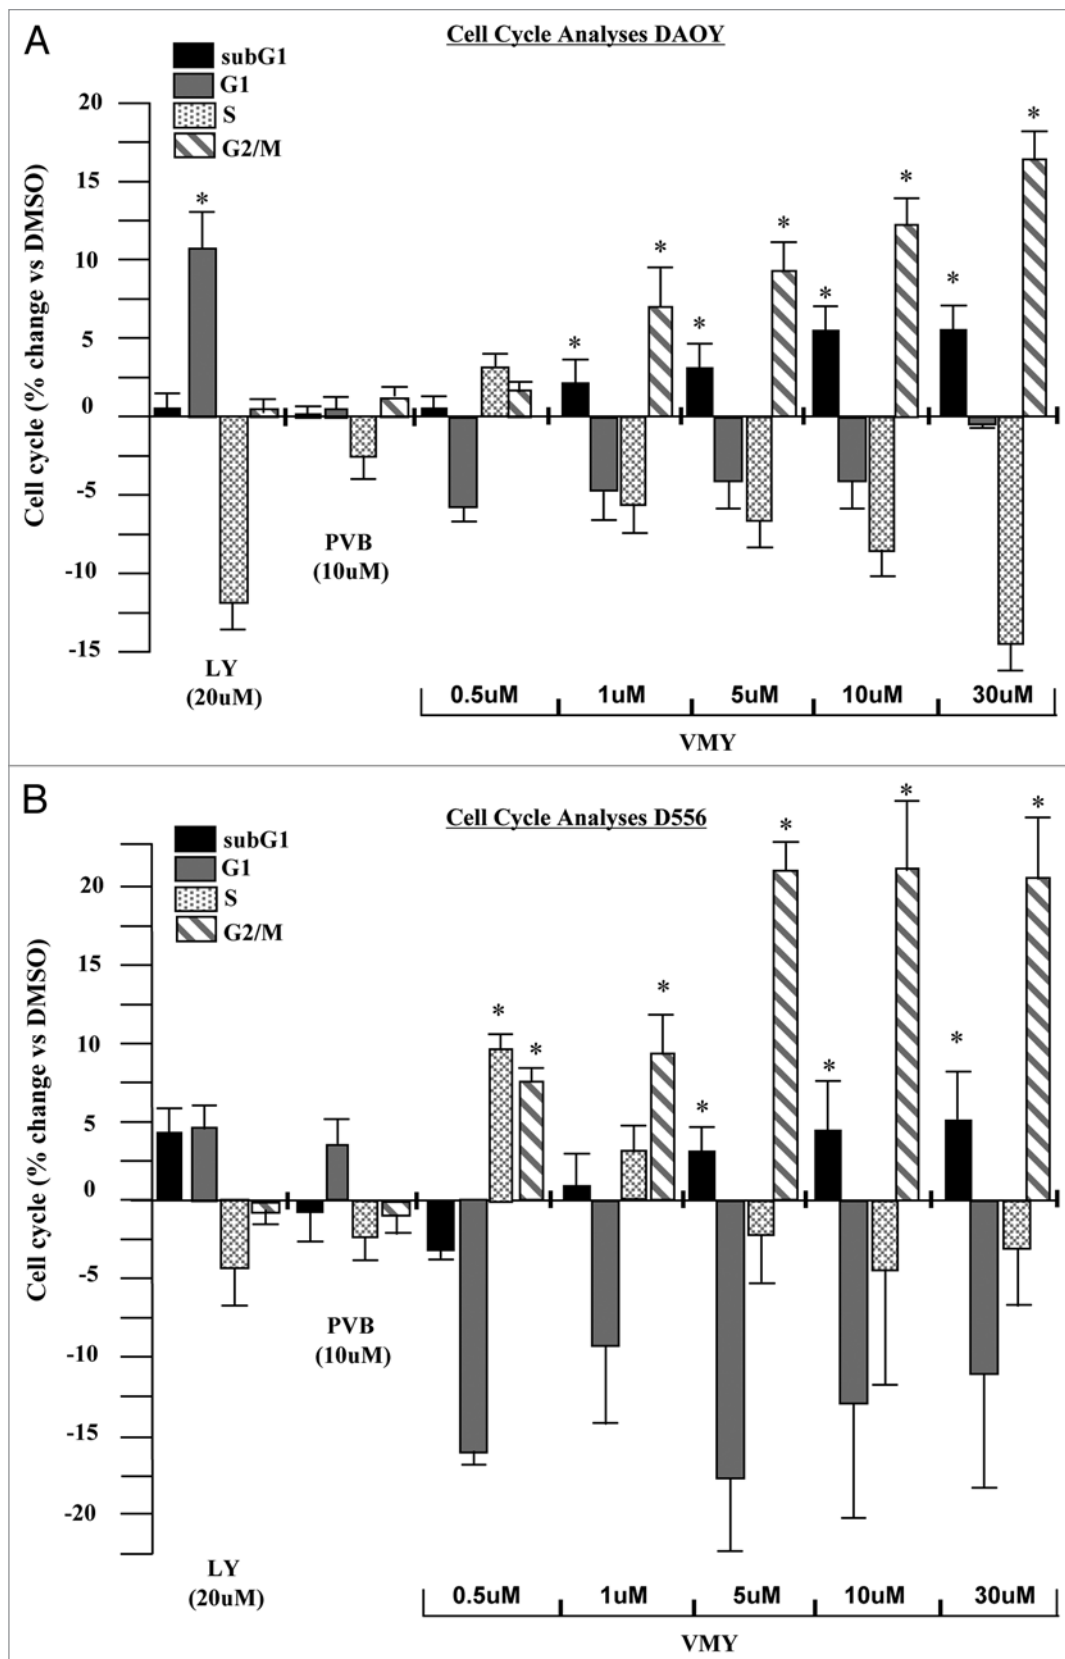 A
Cell Cycle Analyses DAOY
subG1
G1
S
G2/M
Cell cycle (% change vs DMSO)
20
15
10
5
0
-5
-10
-15
* * * * * * * * *
LY
(20uM)
PVB
(10uM)
0.5uM 1uM 5uM 10uM 30uM
VMY
B
Cell Cycle Analyses D556
subG1
G1
S
G2/M
Cell cycle (% change vs DMSO)
20
15
10
5
0
-5
-10
-15
-20
* * * * * * * * *
LY
(20uM)
PVB
(10uM)
0.5uM 1uM 5uM 10uM 30uM
VMY